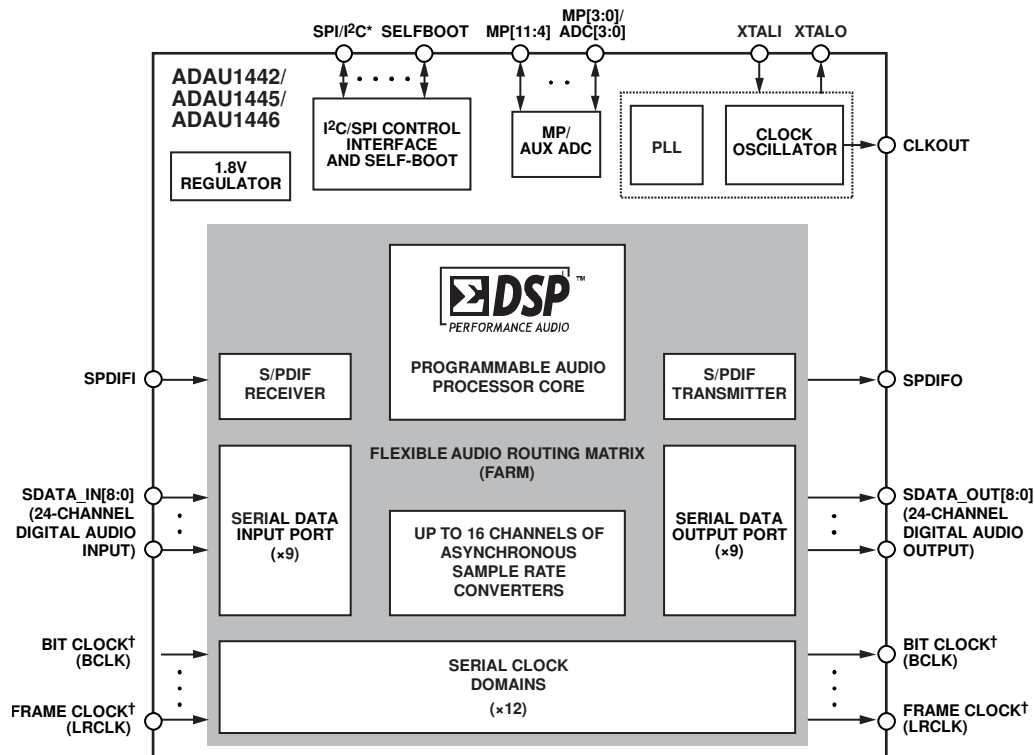 SPI/I²C* SELFBOOT MP[11:4] MP[3:0]/
ADC[3:0] XTALI XTALO
ADAU1442/
ADAU1445/
ADAU1446
1.8V
REGULATOR
I²C/SPI CONTROL
INTERFACE
AND SELF-BOOT
MP/
AUX ADC
PLL
CLOCK
OSCILLATOR
CLKOUT
ΣDSP™
PERFORMANCE AUDIO
PROGRAMMABLE AUDIO
PROCESSOR CORE
SPDIFI
S/PDIF
RECEIVER
S/PDIF
TRANSMITTER
SPDIFO
FLEXIBLE AUDIO ROUTING MATRIX
(FARM)
SDATA_IN[8:0]
(24-CHANNEL
DIGITAL AUDIO
INPUT)
SERIAL DATA
INPUT PORT
(×9)
UP TO 16 CHANNELS OF
ASYNCHRONOUS
SAMPLE RATE
CONVERTERS
SERIAL DATA
OUTPUT PORT
(×9)
SDATA_OUT[8:0]
(24-CHANNEL
DIGITAL AUDIO
OUTPUT)
BIT CLOCK†
(BCLK)
FRAME CLOCK†
(LRCLK)
SERIAL CLOCK
DOMAINS
(×12)
BIT CLOCK†
(BCLK)
FRAME CLOCK†
(LRCLK)